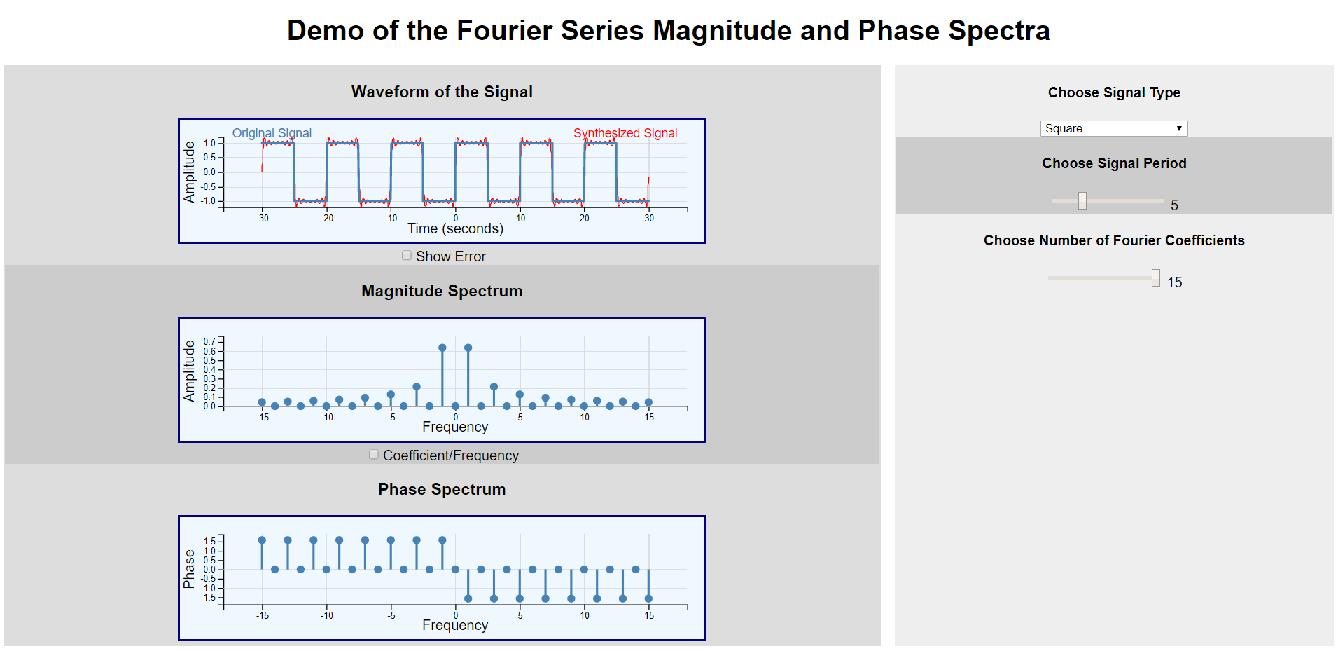 Demo of the Fourier Series Magnitude and Phase Spectra
Waveform of the Signal
Original Signal
Synthesized Signal
Amplitude
1.0
0.5
0.0
-0.5
-1.0
30 20 10 0 10 20 30
Time (seconds)
Show Error
Magnitude Spectrum
Amplitude
0.7
0.6
0.5
0.4
0.3
0.2
0.1
0.0
15 10 5 0 5 10 15
Frequency
Coefficient/Frequency
Phase Spectrum
Phase
1.5
1.0
0.5
0.0
-0.5
1.0
1.5
-15 -10 -5 0 5 10 15
Frequency
Choose Signal Type
Square
Choose Signal Period
5
Choose Number of Fourier Coefficients
15